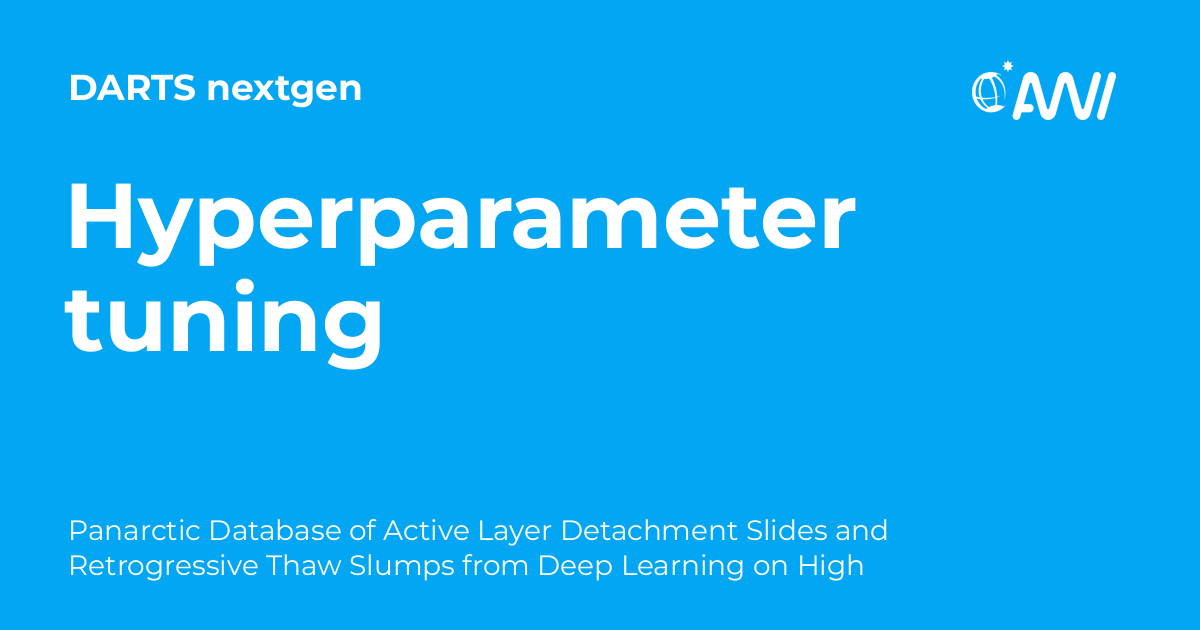 DARTS nextgen
AWI
Hyperparameter
tuning
Panarctic Database of Active Layer Detachment Slides and
Retrogressive Thaw Slumps from Deep Learning on High